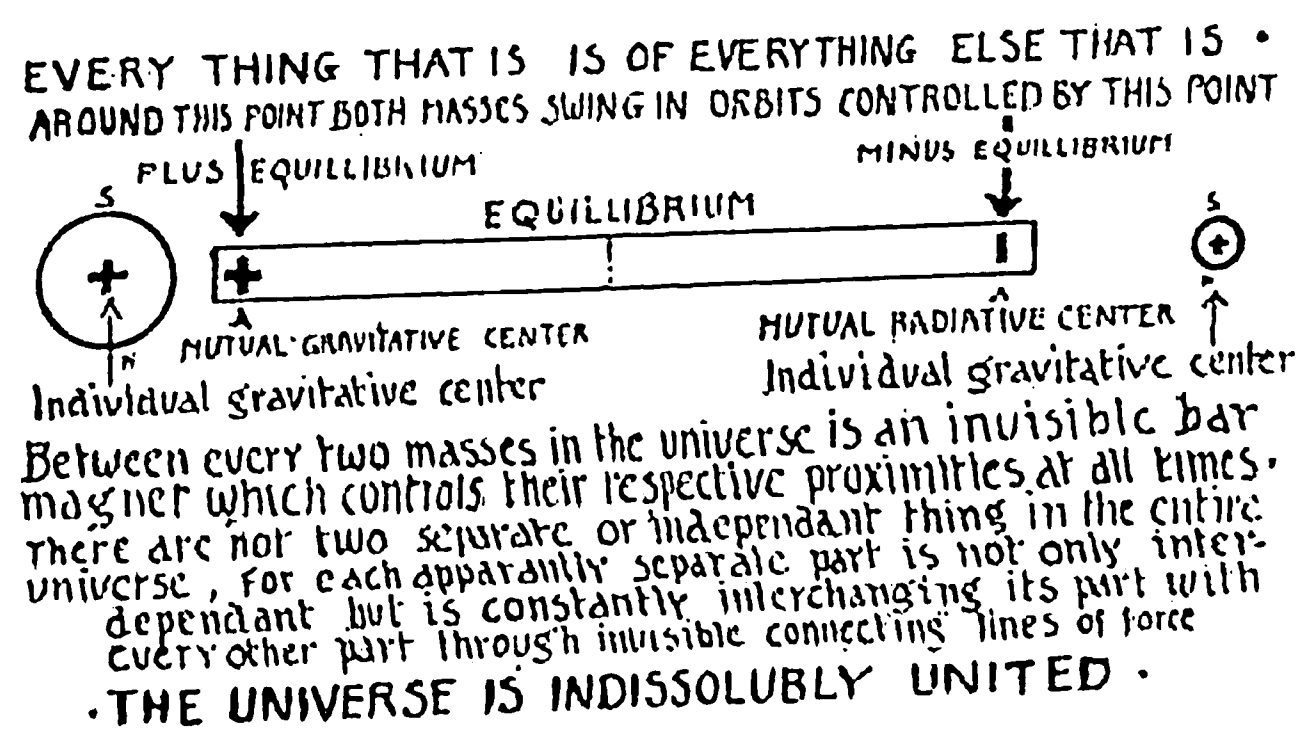 EVERY THING THAT IS IS OF EVERYTHING ELSE THAT IS .
AROUND THIS POINT BOTH MASSES SWING IN ORBITS CONTROLLED BY THIS POINT
PLUS EQUILLIBRIUM
MINUS EQUILLIBRIUM
S
EQUILLIBRIUM
S
+
+
-
+
N
MUTUAL GRAVITATIVE CENTER
MUTUAL RADIATIVE CENTER
N
Individual gravitative center
Individual gravitative center
Between every two masses in the universe is an invisible bar
magnet which controls their respective proximities at all times.
There are not two separate or independant thing in the entire
universe, for each apparantly separate part is not only inter-
dependant but is constantly interchanging its part with
every other part through invisible connecting lines of force
. THE UNIVERSE IS INDISSOLUBLY UNITED .